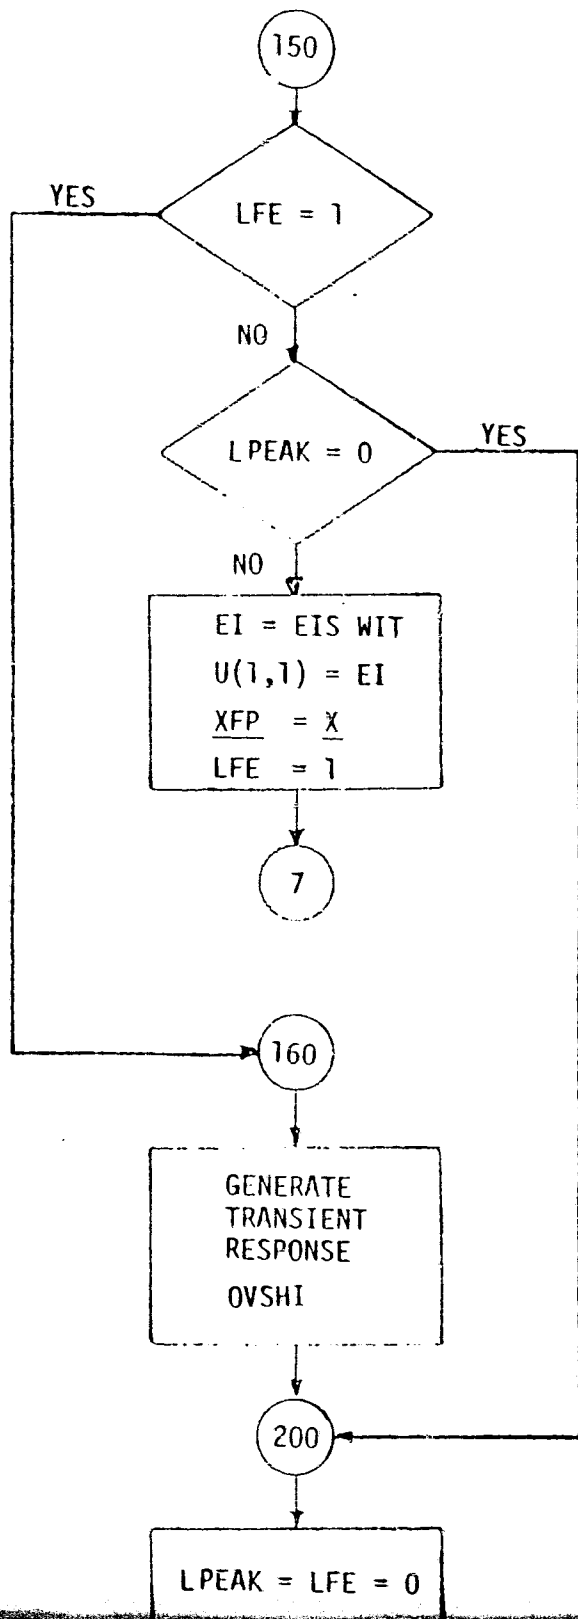 150
YES
LFE = 1
NO
LPEAK = 0
YES
NO
EI = EIS WIT
U(1,1) = EI
XFP = X
LFE = 1
7
160
GENERATE
TRANSIENT
RESPONSE
OVSHI
200
LPEAK = LFE = 0